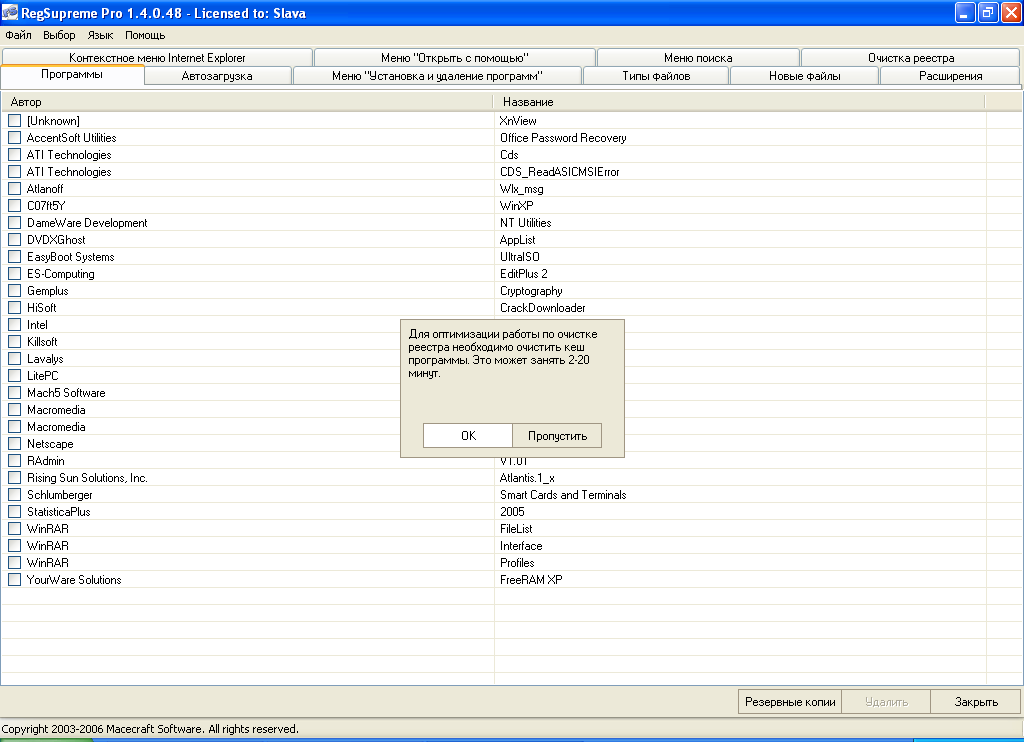 RegSupreme Pro 1.4.0.48 - Licensed to: Slava
Файл Выбор Язык Помощь
Контекстное меню Internet Explorer Меню "Открыть с помощью" Меню поиска Очистка реестра
Программы Автозагрузка Меню "Установка и удаление программ" Типы файлов Новые файлы Расширения
Автор Название
[Unknown] XnView
AccentSoft Utilities Office Password Recovery
ATI Technologies Cds
ATI Technologies CDS_ReadASICMSIError
Atlanoff Wlx_msg
C07ft5Y WinXP
DameWare Development NT Utilities
DVDXGhost AppList
EasyBoot Systems UltraISO
ES-Computing EditPlus 2
Gemplus Cryptography
HiSoft CrackDownloader
Intel
Killsoft
Lavalys
LitePC
Mach5 Software
Macromedia
Macromedia
Netscape
RAdmin v1.01
Rising Sun Solutions, Inc. Atlantis.1_x
Schlumberger Smart Cards and Terminals
StatisticaPlus 2005
WinRAR FileList
WinRAR Interface
WinRAR Profiles
YourWare Solutions FreeRAM XP
Для оптимизации работы по очистке
реестра необходимо очистить кеш
программы. Это может занять 2-20
минут.
OK Пропустить
Резервные копии Удалить Закрыть
Copyright 2003-2006 Macecraft Software. All rights reserved.